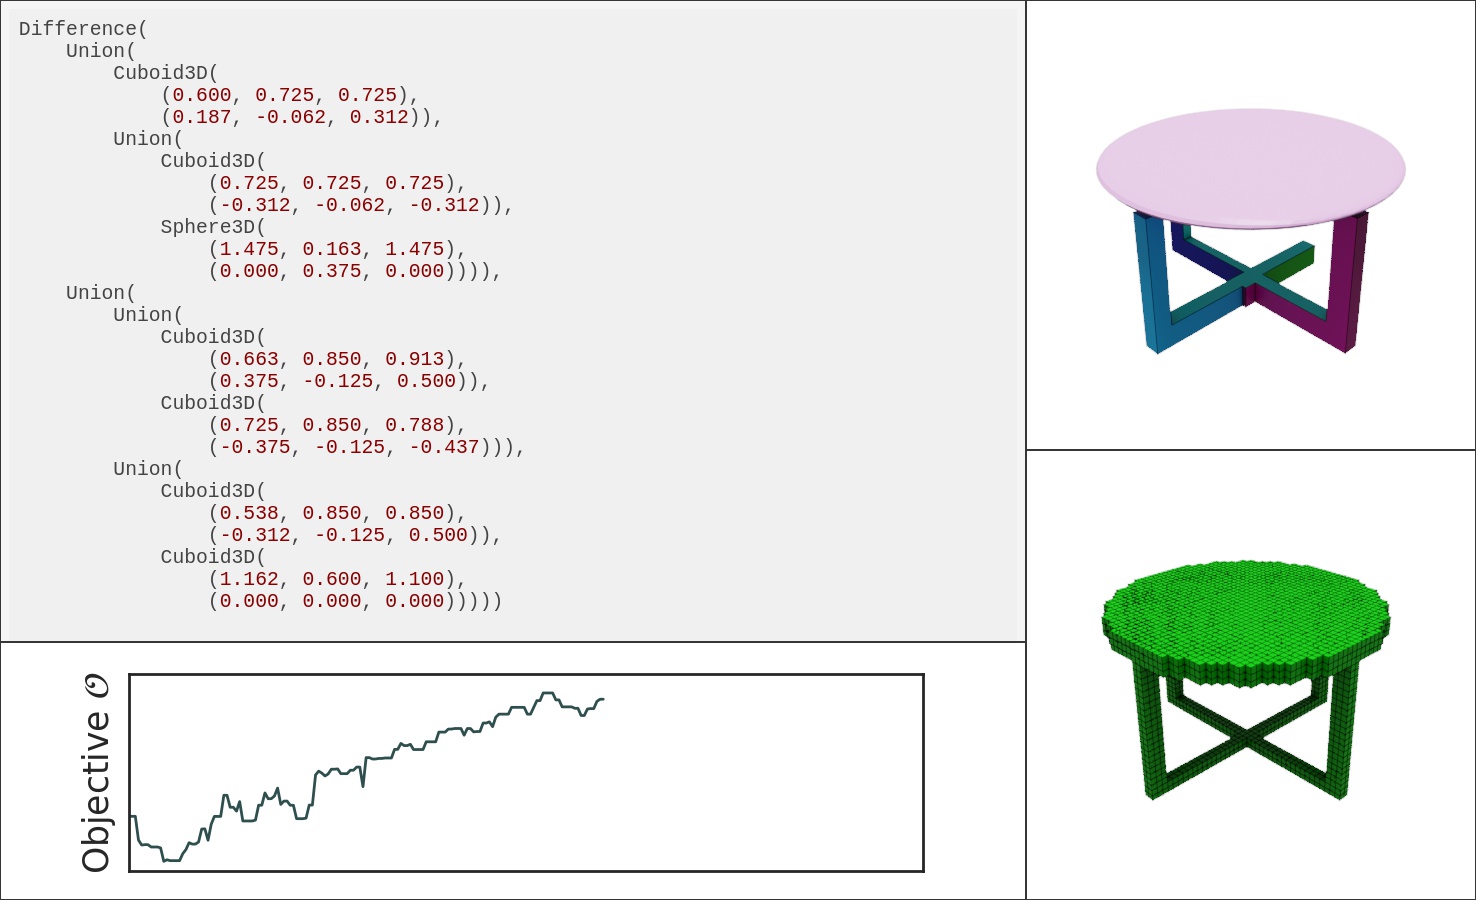 Difference(
    Union(
        Cuboid3D(
            (0.600, 0.725, 0.725),
            (0.187, -0.062, 0.312)),
        Union(
            Cuboid3D(
                (0.725, 0.725, 0.725),
                (-0.312, -0.062, -0.312)),
            Sphere3D(
                (1.475, 0.163, 1.475),
                (0.000, 0.375, 0.000)))),
    Union(
        Union(
            Cuboid3D(
                (0.663, 0.850, 0.913),
                (0.375, -0.125, 0.500)),
            Cuboid3D(
                (0.725, 0.850, 0.788),
                (-0.375, -0.125, -0.437))),
        Union(
            Cuboid3D(
                (0.538, 0.850, 0.850),
                (-0.312, -0.125, 0.500)),
            Cuboid3D(
                (1.162, 0.600, 1.100),
                (0.000, 0.000, 0.000)))))
Objective 𝒪